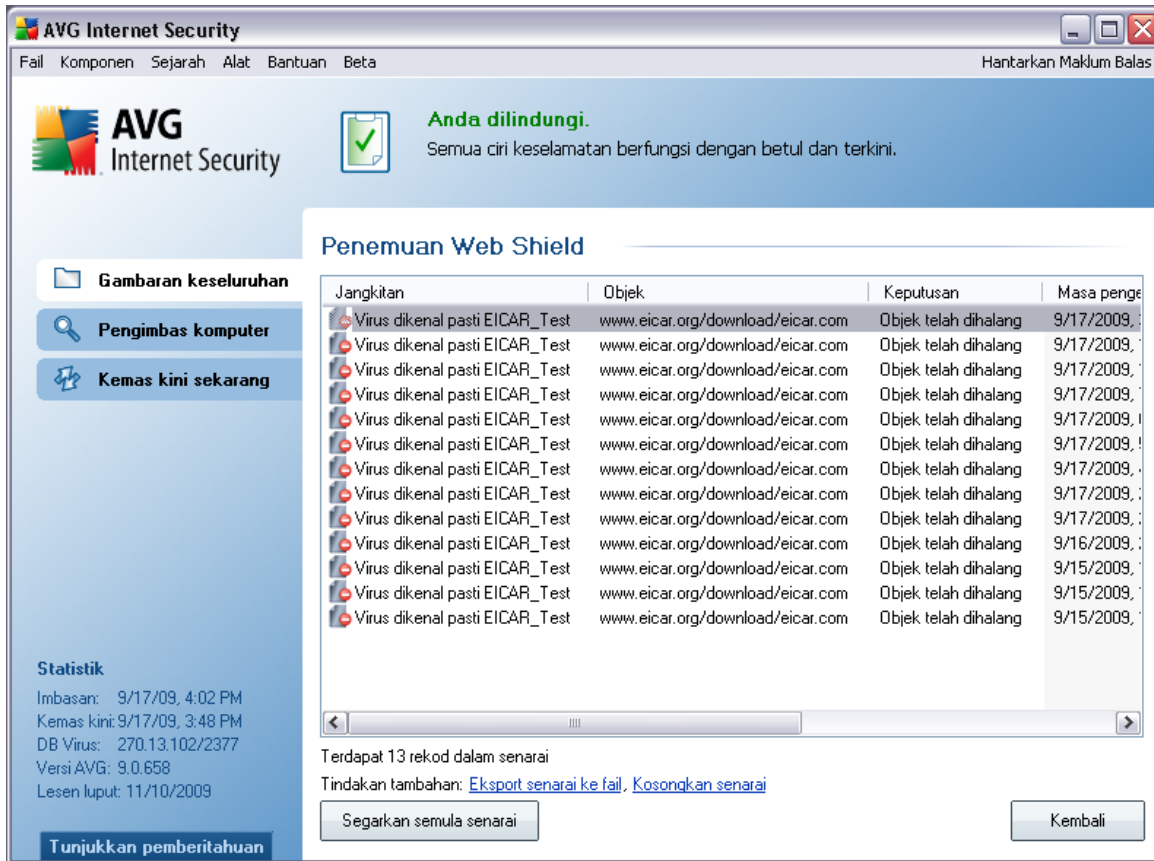 AVG Internet Security
Fail Komponen Sejarah Alat Bantuan Beta Hantarkan Maklum Balas
AVG
Internet Security
Anda dilindungi.
Semua ciri keselamatan berfungsi dengan betul dan terkini.
Gambaran keseluruhan
Pengimbas komputer
Kemas kini sekarang
Statistik
Imbasan: 9/17/09, 4:02 PM
Kemas kini: 9/17/09, 3:48 PM
DB Virus: 270.13.102/2377
Versi AVG: 9.0.658
Lesen luput: 11/10/2009
Tunjukkan pemberitahuan
Penemuan Web Shield
Jangkitan Objek Keputusan Masa penge
Virus dikenal pasti EICAR_Test www.eicar.org/download/eicar.com Objek telah dihalang 9/17/2009,
Virus dikenal pasti EICAR_Test www.eicar.org/download/eicar.com Objek telah dihalang 9/17/2009,
Virus dikenal pasti EICAR_Test www.eicar.org/download/eicar.com Objek telah dihalang 9/17/2009,
Virus dikenal pasti EICAR_Test www.eicar.org/download/eicar.com Objek telah dihalang 9/17/2009,
Virus dikenal pasti EICAR_Test www.eicar.org/download/eicar.com Objek telah dihalang 9/17/2009,
Virus dikenal pasti EICAR_Test www.eicar.org/download/eicar.com Objek telah dihalang 9/17/2009,
Virus dikenal pasti EICAR_Test www.eicar.org/download/eicar.com Objek telah dihalang 9/17/2009,
Virus dikenal pasti EICAR_Test www.eicar.org/download/eicar.com Objek telah dihalang 9/17/2009,
Virus dikenal pasti EICAR_Test www.eicar.org/download/eicar.com Objek telah dihalang 9/17/2009,
Virus dikenal pasti EICAR_Test www.eicar.org/download/eicar.com Objek telah dihalang 9/16/2009,
Virus dikenal pasti EICAR_Test www.eicar.org/download/eicar.com Objek telah dihalang 9/15/2009,
Virus dikenal pasti EICAR_Test www.eicar.org/download/eicar.com Objek telah dihalang 9/15/2009,
Virus dikenal pasti EICAR_Test www.eicar.org/download/eicar.com Objek telah dihalang 9/15/2009,
Terdapat 13 rekod dalam senarai
Tindakan tambahan: Eksport senarai ke fail, Kosongkan senarai
Segarkan semula senarai
Kembali